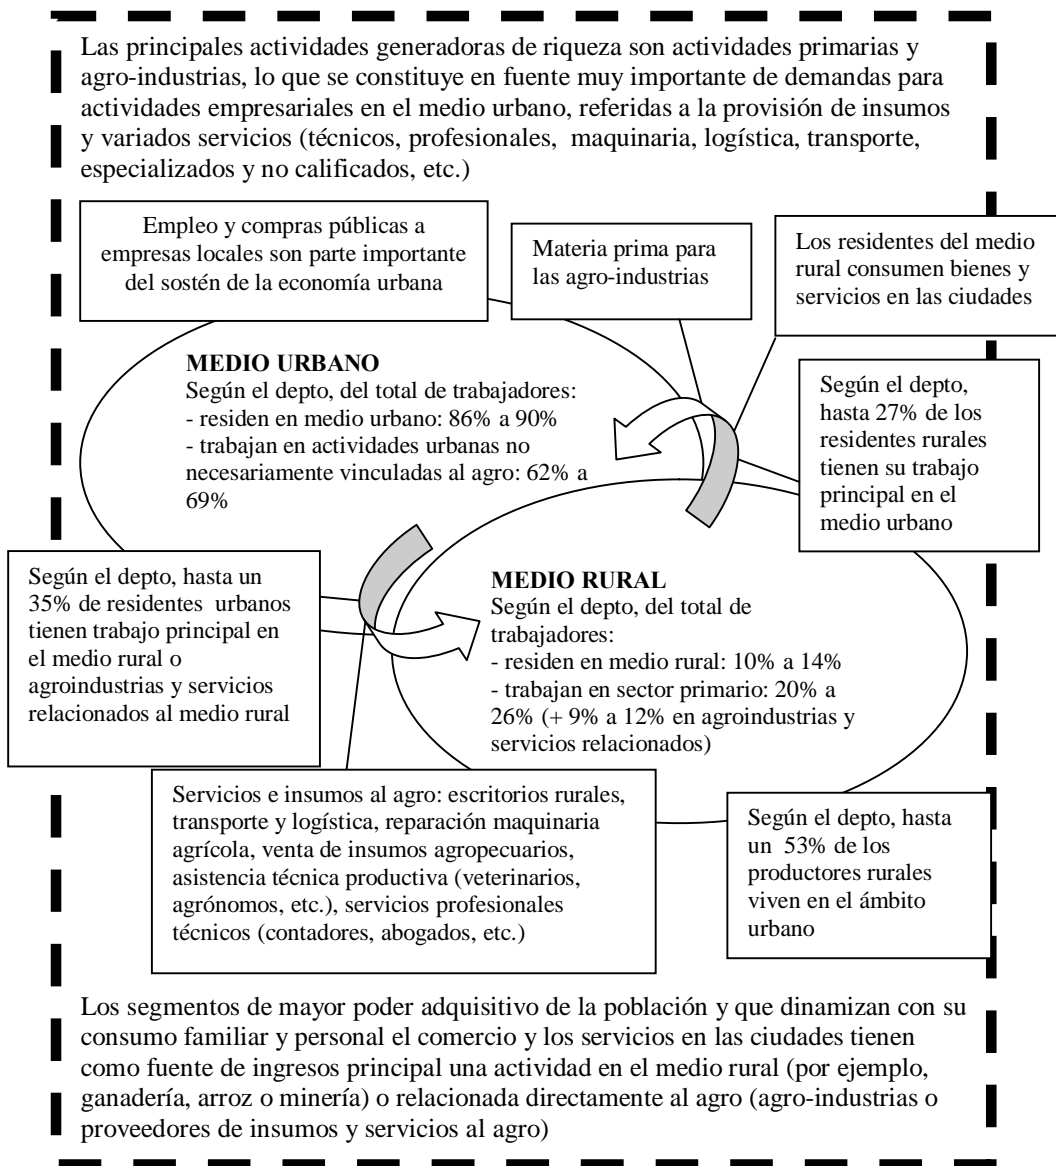 Las principales actividades generadoras de riqueza son actividades primarias y
agro-industrias, lo que se constituye en fuente muy importante de demandas para
actividades empresariales en el medio urbano, referidas a la provisión de insumos
y variados servicios (técnicos, profesionales, maquinaria, logística, transporte,
especializados y no calificados, etc.)
Empleo y compras públicas a
empresas locales son parte importante
del sostén de la economía urbana
Materia prima para
las agro-industrias
Los residentes del medio
rural consumen bienes y
servicios en las ciudades
MEDIO URBANO
Según el depto, del total de trabajadores:
- residen en medio urbano: 86% a 90%
- trabajan en actividades urbanas no
necesariamente vinculadas al agro: 62% a
69%
Según el depto,
hasta 27% de los
residentes rurales
tienen su trabajo
principal en el
medio urbano
Según el depto, hasta un
35% de residentes urbanos
tienen trabajo principal en
el medio rural o
agroindustrias y servicios
relacionados al medio rural
MEDIO RURAL
Según el depto, del total de
trabajadores:
- residen en medio rural: 10% a 14%
- trabajan en sector primario: 20% a
26% (+ 9% a 12% en agroindustrias y
servicios relacionados)
Servicios e insumos al agro: escritorios rurales,
transporte y logística, reparación maquinaria
agrícola, venta de insumos agropecuarios,
asistencia técnica productiva (veterinarios,
agrónomos, etc.), servicios profesionales
técnicos (contadores, abogados, etc.)
Según el depto, hasta
un 53% de los
productores rurales
viven en el ámbito
urbano
Los segmentos de mayor poder adquisitivo de la población y que dinamizan con su
consumo familiar y personal el comercio y los servicios en las ciudades tienen
como fuente de ingresos principal una actividad en el medio rural (por ejemplo,
ganadería, arroz o minería) o relacionada directamente al agro (agro-industrias o
proveedores de insumos y servicios al agro)